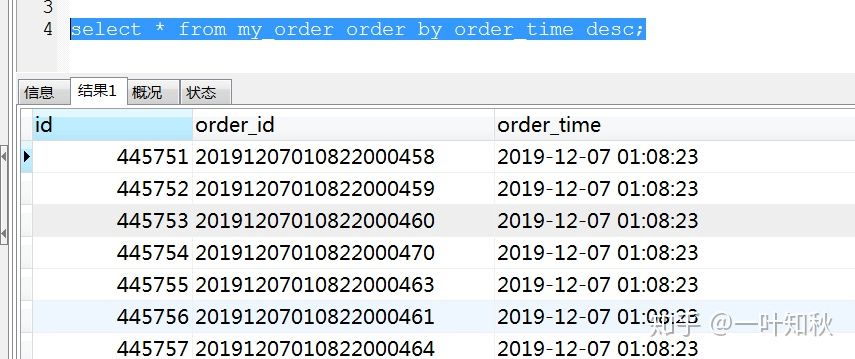 3
4 select * from my_order order by order_time desc;
信息 结果1 概况 状态
id order_id order_time
445751 20191207010822000458 2019-12-07 01:08:23
445752 20191207010822000459 2019-12-07 01:08:23
445753 20191207010822000460 2019-12-07 01:08:23
445754 20191207010822000470 2019-12-07 01:08:23
445755 20191207010822000463 2019-12-07 01:08:23
445756 20191207010822000461 2019-12-07 01:08:23
445757 20191207010822000464 2019-12-07 01:08:23
知乎 @一叶知秋